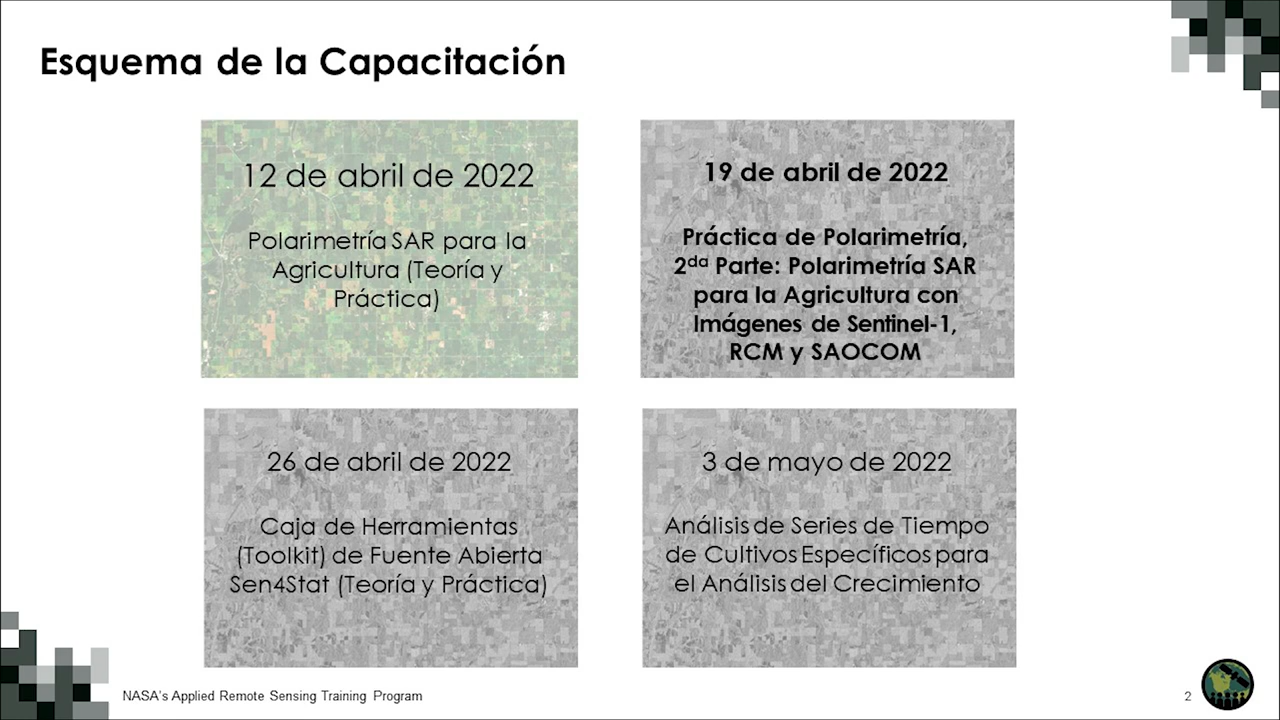 Esquema de la Capacitación
12 de abril de 2022
Polarimetría SAR para la
Agricultura (Teoría y
Práctica)
19 de abril de 2022
Práctica de Polarimetría,
2da Parte: Polarimetría SAR
para la Agricultura con
Imágenes de Sentinel-1,
RCM y SAOCOM
26 de abril de 2022
Caja de Herramientas
(Toolkit) de Fuente Abierta
Sen4Stat (Teoría y Práctica)
3 de mayo de 2022
Análisis de Series de Tiempo
de Cultivos Específicos para
el Análisis del Crecimiento
NASA's Applied Remote Sensing Training Program
2